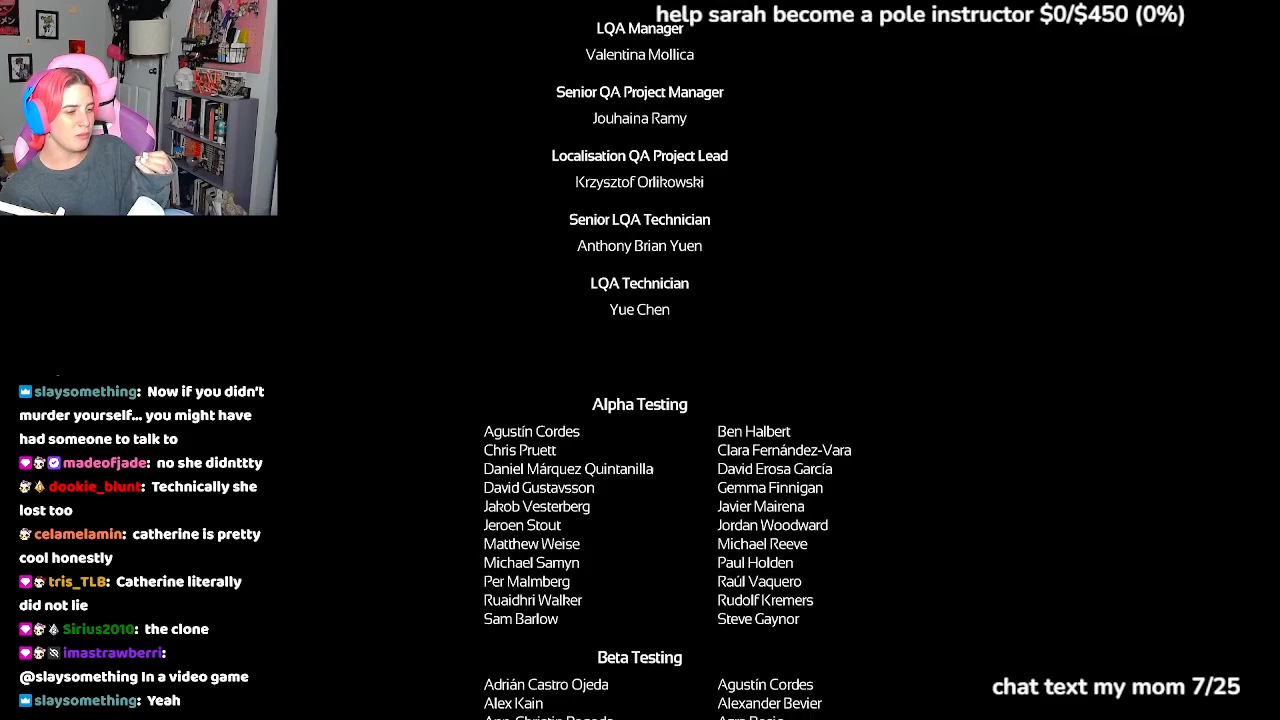 help sarah become a pole instructor $0/$450 (0%)
LQA Manager
Valentina Mollica
Senior QA Project Manager
Jouhaina Ramy
Localisation QA Project Lead
Krzysztof Orlikowski
Senior LQA Technician
Anthony Brian Yuen
LQA Technician
Yue Chen
Alpha Testing
Agustín Cordes Ben Halbert
Chris Pruett Clara Fernández-Vara
Daniel Márquez Quintanilla David Erosa García
David Gustavsson Gemma Finnigan
Jakob Vesterberg Javier Mairena
Jeroen Stout Jordan Woodward
Matthew Weise Michael Reeve
Michael Samyn Paul Holden
Per Malmberg Raúl Vaquero
Ruaidhri Walker Rudolf Kremers
Sam Barlow Steve Gaynor
Beta Testing
Adrián Castro Ojeda Agustín Cordes
Alex Kain Alexander Bevier
slaysomething: Now if you didn't
murder yourself... you might have
had someone to talk to
madeofjade: no she didnttty
dookie_blunt: Technically she
lost too
celamelamin: catherine is pretty
cool honestly
tris_TLB: Catherine literally
did not lie
Sirius2010: the clone
imastrawberri:
@slaysomething In a video game
slaysomething: Yeah
chat text my mom 7/25